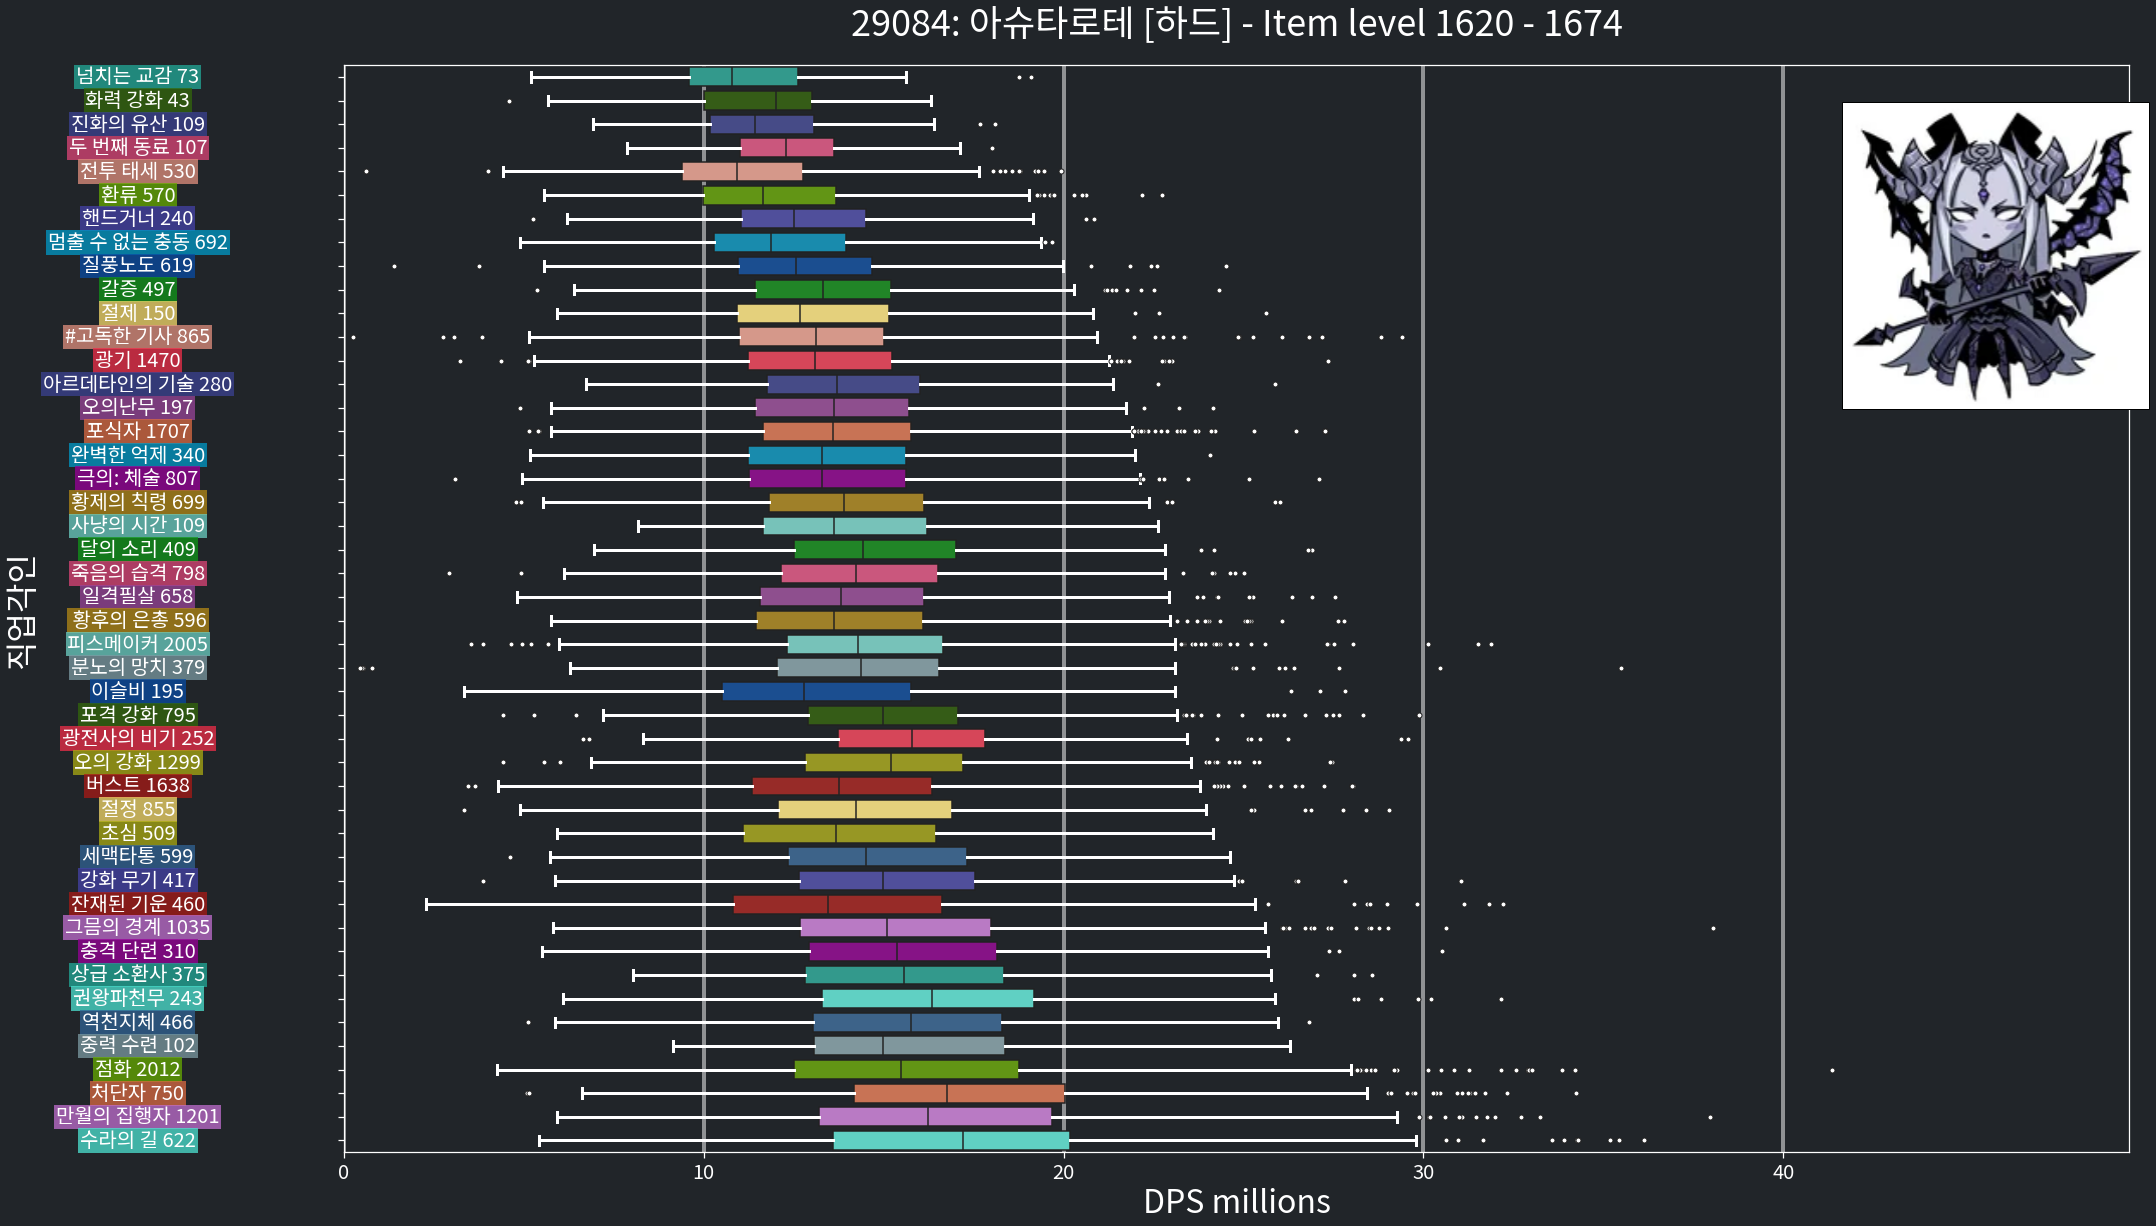 29084: 아슈타로테 [하드] - Item level 1620 - 1674
넘치는 교감 73
화력 강화 43
진화의 유산 109
두 번째 동료 107
전투 태세 530
환류 570
핸드거너 240
멈출 수 없는 충동 692
질풍노도 619
갈증 497
절제 150
#고독한 기사 865
광기 1470
아르데타인의 기술 280
오의난무 197
포식자 1707
완벽한 억제 340
극의: 체술 807
황제의 칙령 699
사냥의 시간 109
달의 소리 409
죽음의 습격 798
일격필살 658
황후의 은총 596
피스메이커 2005
분노의 망치 379
이슬비 195
포격 강화 795
광전사의 비기 252
오의 강화 1299
버스트 1638
절정 855
초심 509
세맥타통 599
강화 무기 417
잔재된 기운 460
그믐의 경계 1035
충격 단련 310
상급 소환사 375
권왕파천무 243
역천지체 466
중력 수련 102
점화 2012
처단자 750
만월의 집행자 1201
수라의 길 622
직업각인
0 10 20 30 40
DPS millions